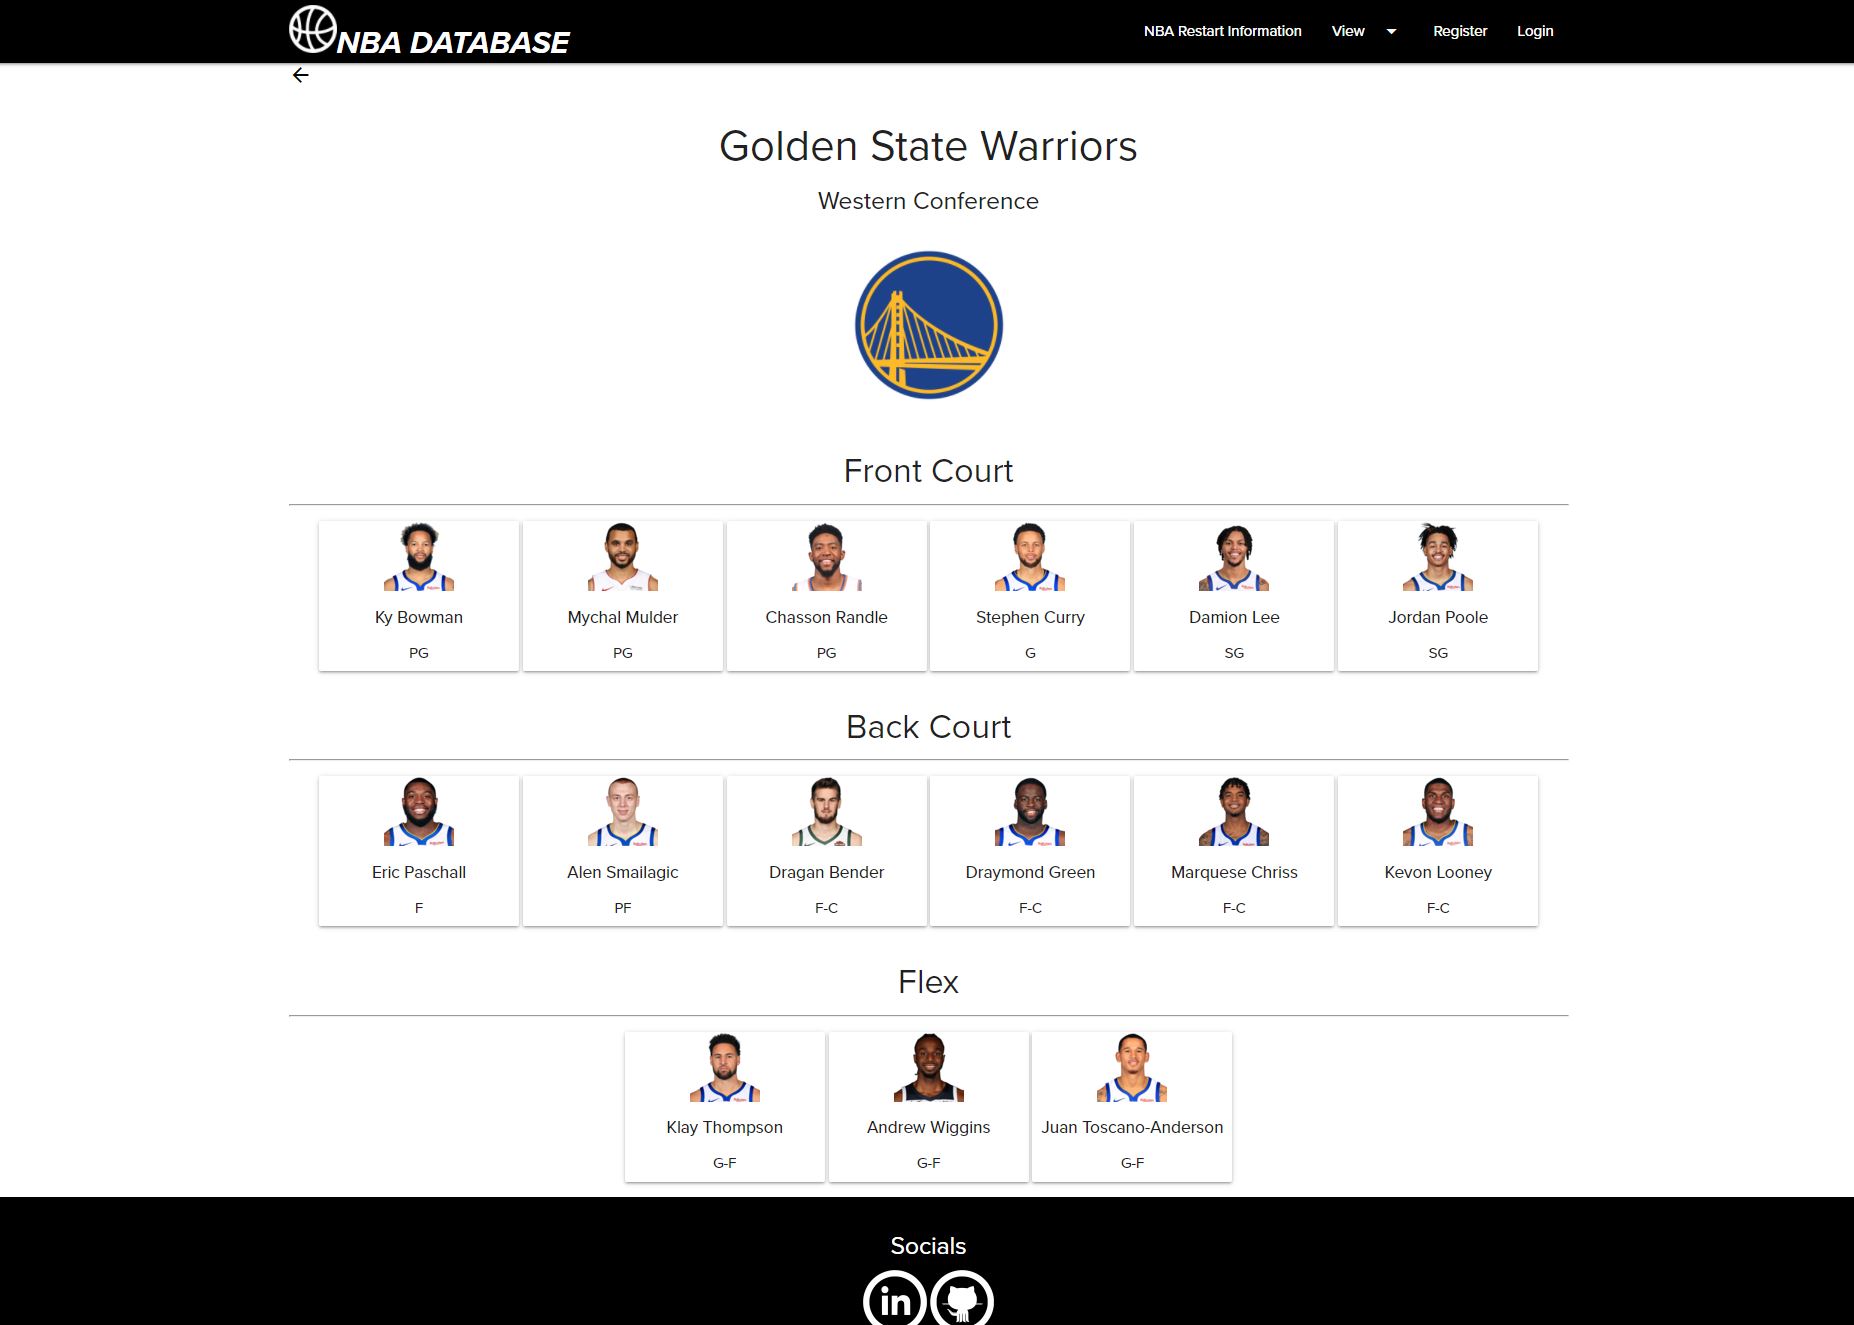 NBA DATABASE
NBA Restart Information View Register Login
Golden State Warriors
Western Conference
Front Court
Ky Bowman Mychal Mulder Chasson Randle Stephen Curry Damion Lee Jordan Poole
PG PG PG G SG SG
Back Court
Eric Paschall Alen Smailagic Dragan Bender Draymond Green Marquese Chriss Kevon Looney
F PF F-C F-C F-C F-C
Flex
Klay Thompson Andrew Wiggins Juan Toscano-Anderson
G-F G-F G-F
Socials
in